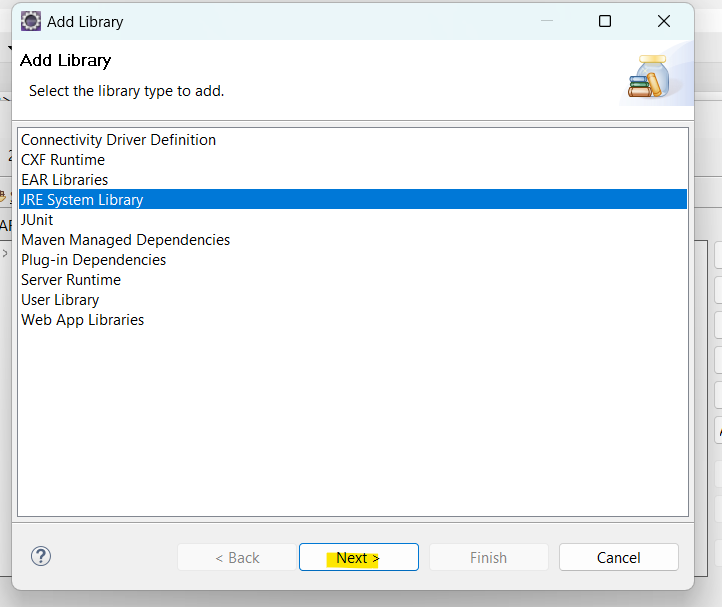 Add Library
Add Library
Select the library type to add.
Connectivity Driver Definition
CXF Runtime
EAR Libraries
JRE System Library
JUnit
Maven Managed Dependencies
Plug-in Dependencies
Server Runtime
User Library
Web App Libraries
< Back
Next >
Finish
Cancel